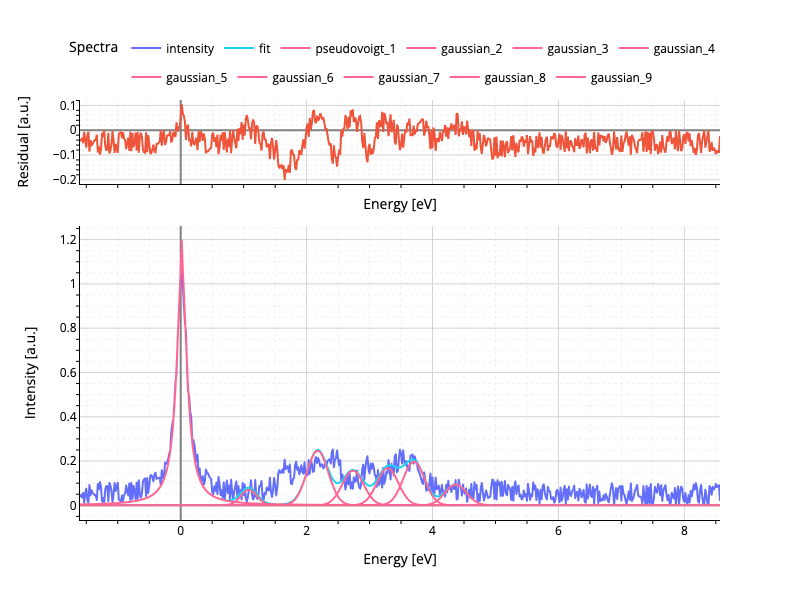 Spectra intensity fit pseudovoigt_1 gaussian_2 gaussian_3 gaussian_4
gaussian_5 gaussian_6 gaussian_7 gaussian_8 gaussian_9
Residual [a.u.]
0.1
0
−0.1
−0.2
Energy [eV]
Intensity [a.u.]
1.2
1
0.8
0.6
0.4
0.2
0
0 2 4 6 8
Energy [eV]